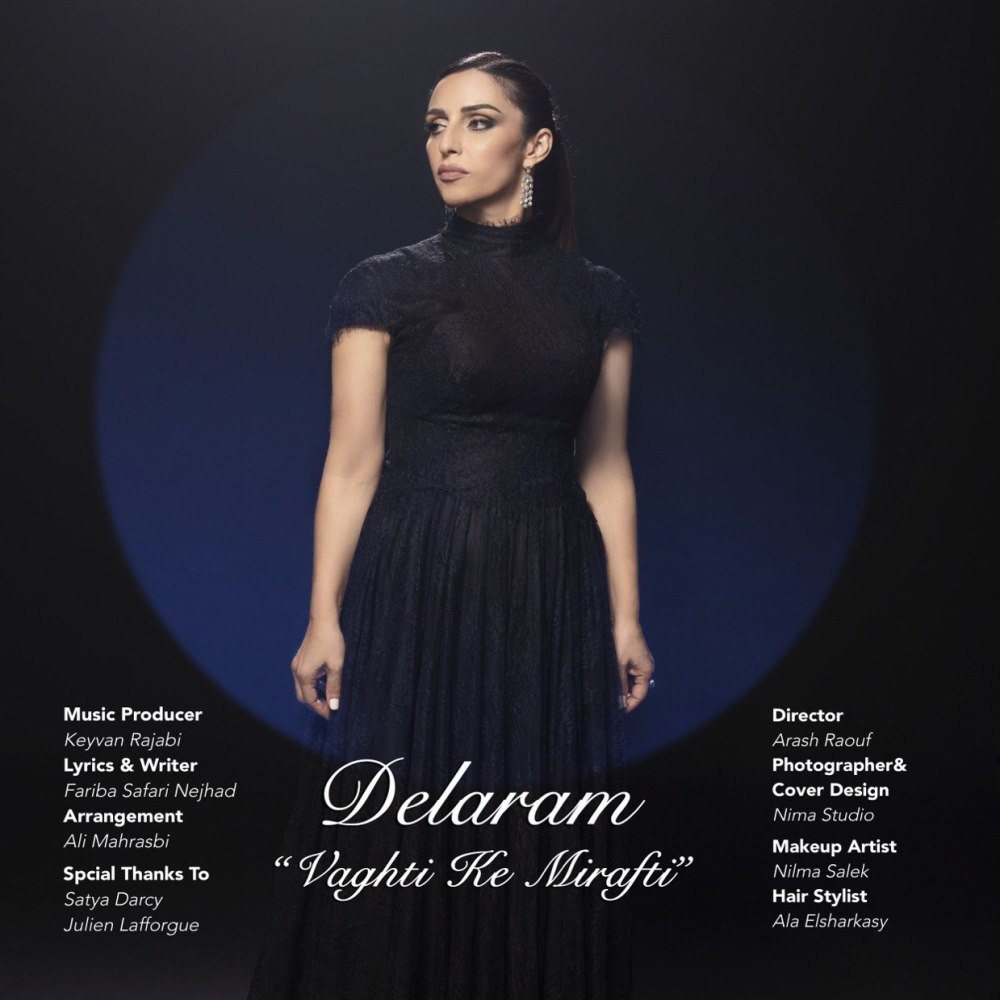 Music Producer
Keyvan Rajabi
Lyrics & Writer
Fariba Safari Nejhad
Arrangement
Ali Mahrasbi
Spcial Thanks To
Satya Darcy
Julien Lafforgue
Delaram
“Vaghti Ke Mirafti”
Director
Arash Raouf
Photographer&
Cover Design
Nima Studio
Makeup Artist
Nilma Salek
Hair Stylist
Ala Elsharkasy